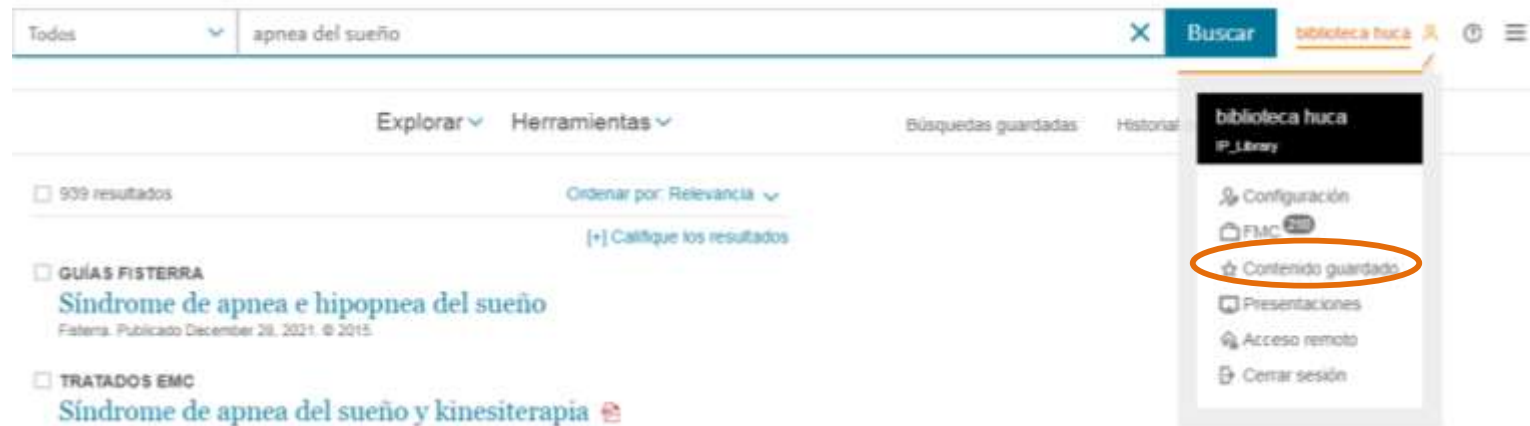 Todos apnea del sueño Buscar biblioteca huca
Explorar Herramientas Búsquedas guardadas Historial
biblioteca huca
IP_Library
Configuración
FMC
Contenido guardado
Presentaciones
Acceso remoto
Cerrar sesión
939 resultados Ordenar por: Relevancia
[+] Califique los resultados
GUÍAS FISTERRA
Síndrome de apnea e hipopnea del sueño
Fisterra. Publicado December 28, 2021. © 2015.
TRATADOS EMC
Síndrome de apnea del sueño y kinesiterapia